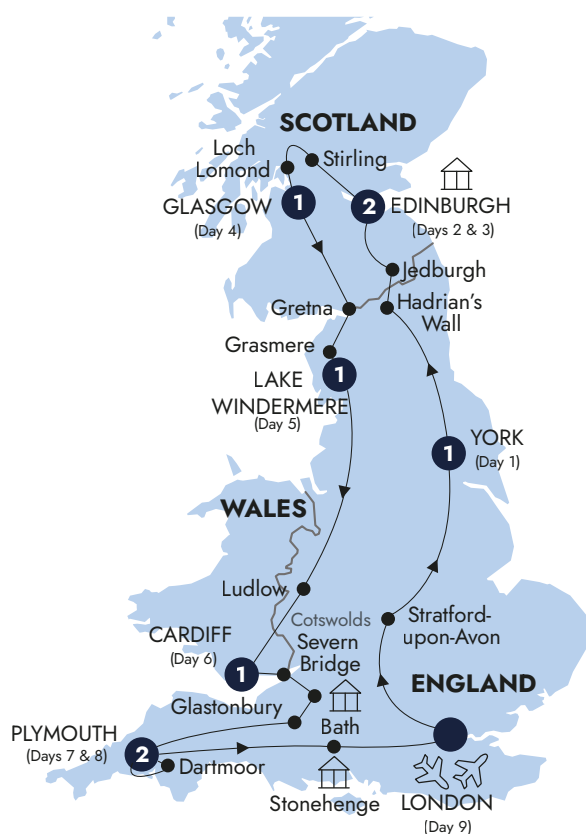 SCOTLAND
Loch
Lomond
Stirling
1
GLASGOW
(Day 4)
2
EDINBURGH
(Days 2 & 3)
Jedburgh
Gretna
Hadrian's
Wall
Grasmere
1
LAKE
WINDERMERE
(Day 5)
1
YORK
(Day 1)
WALES
Ludlow
Cotswolds
Stratford-
upon-Avon
CARDIFF
(Day 6)
1
Severn
Bridge
ENGLAND
Glastonbury
Bath
PLYMOUTH
(Days 7 & 8)
2
Dartmoor
Stonehenge
LONDON
(Day 9)